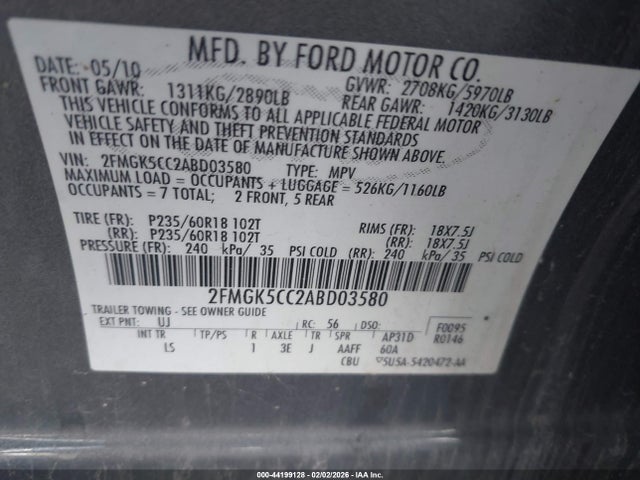 MFD. BY FORD MOTOR CO.
DATE: 05/10 GVWR: 2708KG/5970LB
FRONT GAWR: 1311KG/2890LB REAR GAWR: 1420KG/3130LB
THIS VEHICLE CONFORMS TO ALL APPLICABLE FEDERAL MOTOR
VEHICLE SAFETY AND THEFT PREVENTION STANDARDS
IN EFFECT ON THE DATE OF MANUFACTURE SHOWN ABOVE.
VIN: 2FMGK5CC2ABD03580 TYPE: MPV
MAXIMUM LOAD = OCCUPANTS + LUGGAGE = 526KG/1160LB
OCCUPANTS = 7 TOTAL; 2 FRONT, 5 REAR
TIRE (FR): P235/60R18 102T RIMS (FR): 18X7.5J
(RR): P235/60R18 102T (RR): 18X7.5J
PRESSURE (FR): 240 kPa/ 35 PSI COLD (RR): 240 kPa/ 35 PSI COLD
2FMGK5CC2ABD03580
TRAILER TOWING - SEE OWNER GUIDE
EXT PNT: UJ RC: 56 DSO: F0095
INT TR TP/PS R AXLE TR SPR AP31D R0146
LS 1 3E J AAFF 60A
CBU 5U5A-5420472-AA
000-44199128 - 02/02/2026 - IAAI.com